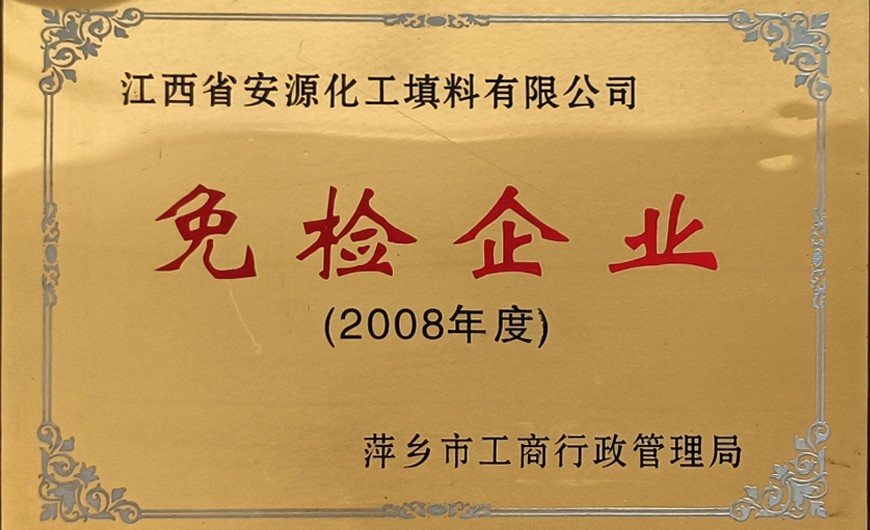 江西省安源化工填料有限公司
免检企业
(2008年度)
萍乡市工商行政管理局